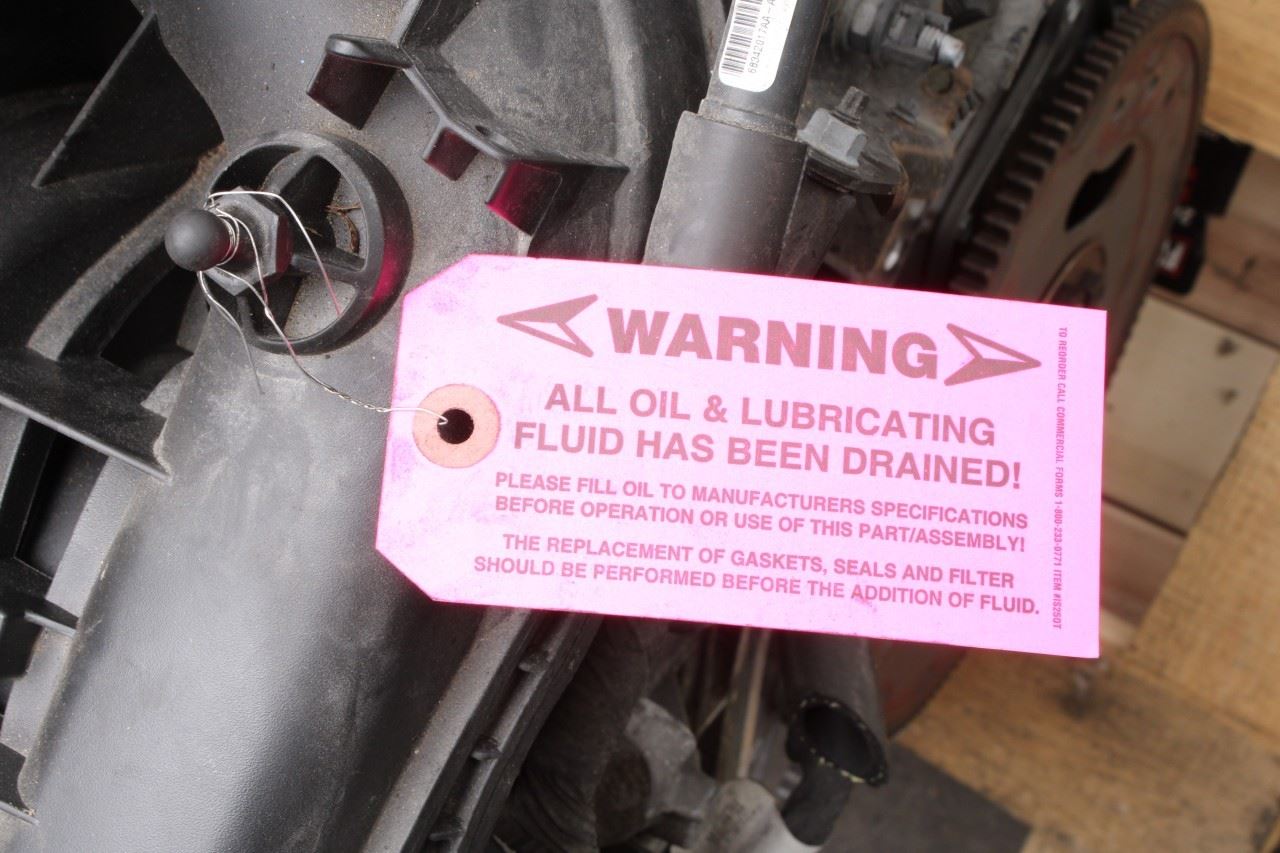 68342017AA-A
WARNING
ALL OIL & LUBRICATING
FLUID HAS BEEN DRAINED!
PLEASE FILL OIL TO MANUFACTURERS SPECIFICATIONS
BEFORE OPERATION OR USE OF THIS PART/ASSEMBLY!
THE REPLACEMENT OF GASKETS, SEALS AND FILTER
SHOULD BE PERFORMED BEFORE THE ADDITION OF FLUID.
TO REORDER CALL COMMERCIAL FORMS 1-800-233-0771 ITEM #IS25OT